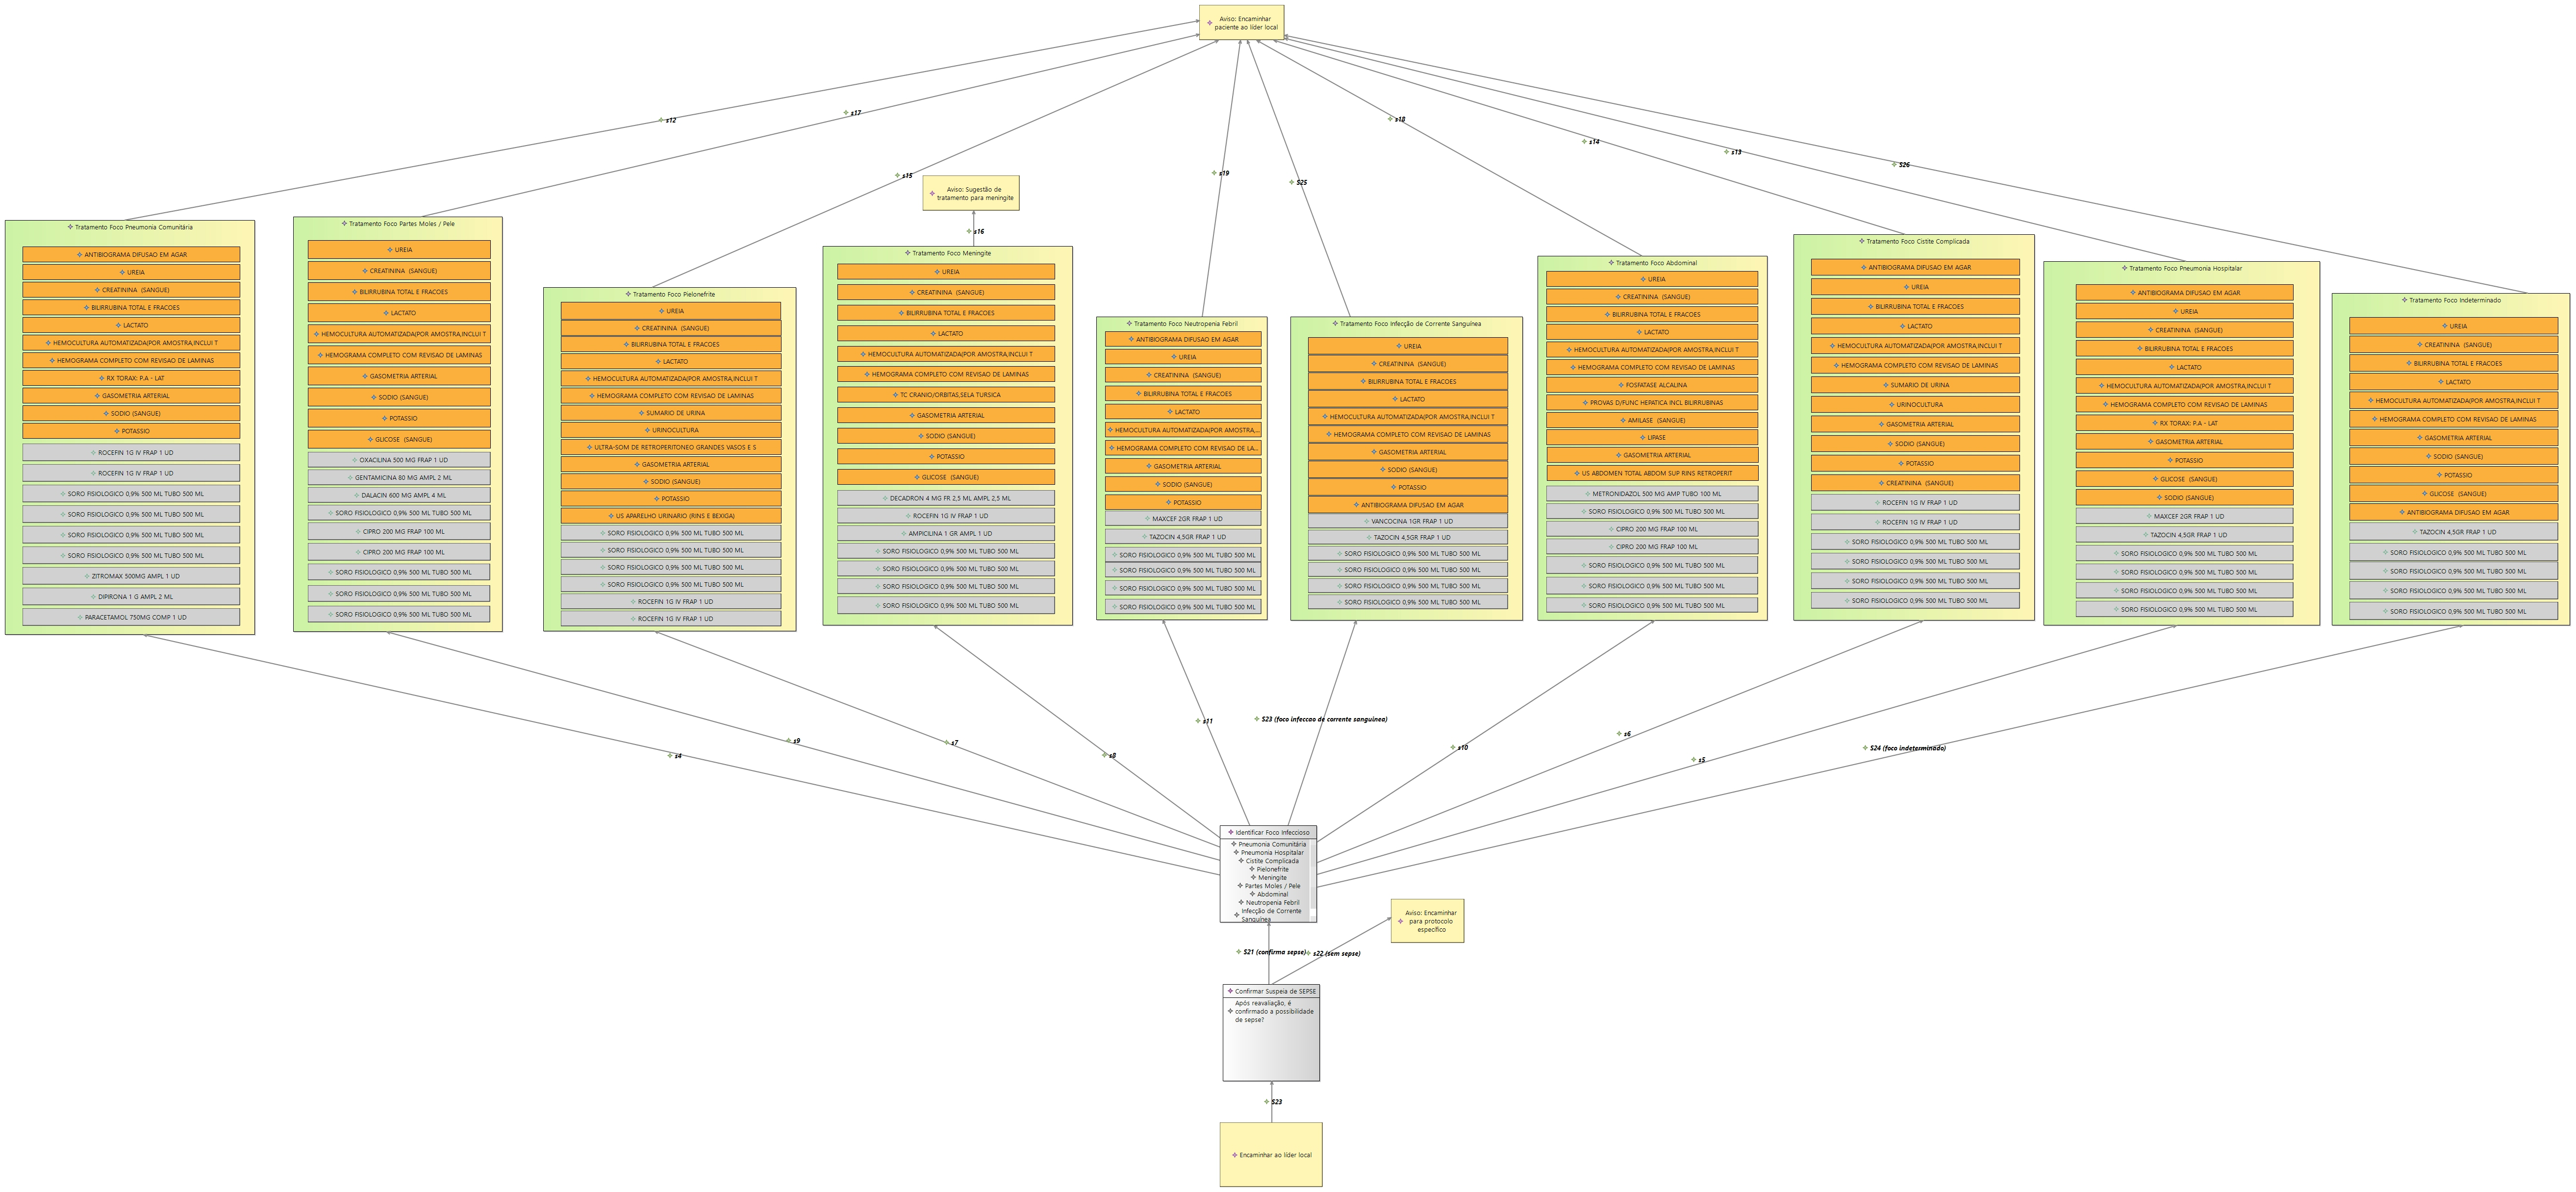 Aviso: Encaminhar
paciente ao líder local
s12
s17
s15
s19
S25
s18
s14
s13
S26
Aviso: Sugestão de
tratamento para meningite
s16
Tratamento Foco Pneumonia Comunitária
ANTIBIOGRAMA DIFUSAO EM AGAR
UREIA
CREATININA  (SANGUE)
BILIRRUBINA TOTAL E FRACOES
LACTATO
HEMOCULTURA AUTOMATIZADA(POR AMOSTRA,INCLUI T
HEMOGRAMA COMPLETO COM REVISAO DE LAMINAS
RX TORAX: P.A - LAT
GASOMETRIA ARTERIAL
SODIO (SANGUE)
POTASSIO
ROCEFIN 1G IV FRAP 1 UD
ROCEFIN 1G IV FRAP 1 UD
SORO FISIOLOGICO 0,9% 500 ML TUBO 500 ML
SORO FISIOLOGICO 0,9% 500 ML TUBO 500 ML
SORO FISIOLOGICO 0,9% 500 ML TUBO 500 ML
SORO FISIOLOGICO 0,9% 500 ML TUBO 500 ML
ZITROMAX 500MG AMPL 1 UD
DIPIRONA 1 G AMPL 2 ML
PARACETAMOL 750MG COMP 1 UD
Tratamento Foco Partes Moles / Pele
UREIA
CREATININA  (SANGUE)
BILIRRUBINA TOTAL E FRACOES
LACTATO
HEMOCULTURA AUTOMATIZADA(POR AMOSTRA,INCLUI T
HEMOGRAMA COMPLETO COM REVISAO DE LAMINAS
GASOMETRIA ARTERIAL
SODIO (SANGUE)
POTASSIO
GLICOSE  (SANGUE)
OXACILINA 500 MG FRAP 1 UD
GENTAMICINA 80 MG AMPL 2 ML
DALACIN 600 MG AMPL 4 ML
SORO FISIOLOGICO 0,9% 500 ML TUBO 500 ML
CIPRO 200 MG FRAP 100 ML
CIPRO 200 MG FRAP 100 ML
SORO FISIOLOGICO 0,9% 500 ML TUBO 500 ML
SORO FISIOLOGICO 0,9% 500 ML TUBO 500 ML
SORO FISIOLOGICO 0,9% 500 ML TUBO 500 ML
Tratamento Foco Pielonefrite
UREIA
CREATININA  (SANGUE)
BILIRRUBINA TOTAL E FRACOES
LACTATO
HEMOCULTURA AUTOMATIZADA(POR AMOSTRA,INCLUI T
HEMOGRAMA COMPLETO COM REVISAO DE LAMINAS
SUMARIO DE URINA
URINOCULTURA
ULTRA-SOM DE RETROPERITONEO GRANDES VASOS E S
GASOMETRIA ARTERIAL
SODIO (SANGUE)
POTASSIO
US APARELHO URINARIO (RINS E BEXIGA)
SORO FISIOLOGICO 0,9% 500 ML TUBO 500 ML
SORO FISIOLOGICO 0,9% 500 ML TUBO 500 ML
SORO FISIOLOGICO 0,9% 500 ML TUBO 500 ML
SORO FISIOLOGICO 0,9% 500 ML TUBO 500 ML
ROCEFIN 1G IV FRAP 1 UD
ROCEFIN 1G IV FRAP 1 UD
Tratamento Foco Meningite
UREIA
CREATININA  (SANGUE)
BILIRRUBINA TOTAL E FRACOES
LACTATO
HEMOCULTURA AUTOMATIZADA(POR AMOSTRA,INCLUI T
HEMOGRAMA COMPLETO COM REVISAO DE LAMINAS
TC CRANIO/ORBITAS,SELA TURSICA
GASOMETRIA ARTERIAL
SODIO (SANGUE)
POTASSIO
GLICOSE  (SANGUE)
DECADRON 4 MG FR 2,5 ML AMPL 2,5 ML
ROCEFIN 1G IV FRAP 1 UD
AMPICILINA 1 GR AMPL 1 UD
SORO FISIOLOGICO 0,9% 500 ML TUBO 500 ML
SORO FISIOLOGICO 0,9% 500 ML TUBO 500 ML
SORO FISIOLOGICO 0,9% 500 ML TUBO 500 ML
SORO FISIOLOGICO 0,9% 500 ML TUBO 500 ML
Tratamento Foco Neutropenia Febril
ANTIBIOGRAMA DIFUSAO EM AGAR
UREIA
CREATININA  (SANGUE)
BILIRRUBINA TOTAL E FRACOES
LACTATO
HEMOCULTURA AUTOMATIZADA(POR AMOSTRA,...
HEMOGRAMA COMPLETO COM REVISAO DE LA...
GASOMETRIA ARTERIAL
SODIO (SANGUE)
POTASSIO
MAXCEF 2GR FRAP 1 UD
TAZOCIN 4,5GR FRAP 1 UD
SORO FISIOLOGICO 0,9% 500 ML TUBO 500 ML
SORO FISIOLOGICO 0,9% 500 ML TUBO 500 ML
SORO FISIOLOGICO 0,9% 500 ML TUBO 500 ML
SORO FISIOLOGICO 0,9% 500 ML TUBO 500 ML
Tratamento Foco Infecção de Corrente Sanguínea
UREIA
CREATININA  (SANGUE)
BILIRRUBINA TOTAL E FRACOES
LACTATO
HEMOCULTURA AUTOMATIZADA(POR AMOSTRA,INCLUI T
HEMOGRAMA COMPLETO COM REVISAO DE LAMINAS
GASOMETRIA ARTERIAL
SODIO (SANGUE)
POTASSIO
ANTIBIOGRAMA DIFUSAO EM AGAR
VANCOCINA 1GR FRAP 1 UD
TAZOCIN 4,5GR FRAP 1 UD
SORO FISIOLOGICO 0,9% 500 ML TUBO 500 ML
SORO FISIOLOGICO 0,9% 500 ML TUBO 500 ML
SORO FISIOLOGICO 0,9% 500 ML TUBO 500 ML
SORO FISIOLOGICO 0,9% 500 ML TUBO 500 ML
Tratamento Foco Abdominal
UREIA
CREATININA  (SANGUE)
BILIRRUBINA TOTAL E FRACOES
LACTATO
HEMOCULTURA AUTOMATIZADA(POR AMOSTRA,INCLUI T
HEMOGRAMA COMPLETO COM REVISAO DE LAMINAS
FOSFATASE ALCALINA
PROVAS D/FUNC HEPATICA INCL BILIRRUBINAS
AMILASE  (SANGUE)
LIPASE
GASOMETRIA ARTERIAL
US ABDOMEN TOTAL ABDOM SUP RINS RETROPERIT
METRONIDAZOL 500 MG AMP TUBO 100 ML
SORO FISIOLOGICO 0,9% 500 ML TUBO 500 ML
CIPRO 200 MG FRAP 100 ML
CIPRO 200 MG FRAP 100 ML
SORO FISIOLOGICO 0,9% 500 ML TUBO 500 ML
SORO FISIOLOGICO 0,9% 500 ML TUBO 500 ML
SORO FISIOLOGICO 0,9% 500 ML TUBO 500 ML
Tratamento Foco Cistite Complicada
ANTIBIOGRAMA DIFUSAO EM AGAR
UREIA
BILIRRUBINA TOTAL E FRACOES
LACTATO
HEMOCULTURA AUTOMATIZADA(POR AMOSTRA,INCLUI T
HEMOGRAMA COMPLETO COM REVISAO DE LAMINAS
SUMARIO DE URINA
URINOCULTURA
GASOMETRIA ARTERIAL
SODIO (SANGUE)
POTASSIO
CREATININA  (SANGUE)
ROCEFIN 1G IV FRAP 1 UD
ROCEFIN 1G IV FRAP 1 UD
SORO FISIOLOGICO 0,9% 500 ML TUBO 500 ML
SORO FISIOLOGICO 0,9% 500 ML TUBO 500 ML
SORO FISIOLOGICO 0,9% 500 ML TUBO 500 ML
SORO FISIOLOGICO 0,9% 500 ML TUBO 500 ML
Tratamento Foco Pneumonia Hospitalar
ANTIBIOGRAMA DIFUSAO EM AGAR
UREIA
CREATININA  (SANGUE)
BILIRRUBINA TOTAL E FRACOES
LACTATO
HEMOCULTURA AUTOMATIZADA(POR AMOSTRA,INCLUI T
HEMOGRAMA COMPLETO COM REVISAO DE LAMINAS
RX TORAX: P.A - LAT
GASOMETRIA ARTERIAL
POTASSIO
GLICOSE  (SANGUE)
SODIO (SANGUE)
MAXCEF 2GR FRAP 1 UD
TAZOCIN 4,5GR FRAP 1 UD
SORO FISIOLOGICO 0,9% 500 ML TUBO 500 ML
SORO FISIOLOGICO 0,9% 500 ML TUBO 500 ML
SORO FISIOLOGICO 0,9% 500 ML TUBO 500 ML
SORO FISIOLOGICO 0,9% 500 ML TUBO 500 ML
Tratamento Foco Indeterminado
UREIA
CREATININA  (SANGUE)
BILIRRUBINA TOTAL E FRACOES
LACTATO
HEMOCULTURA AUTOMATIZADA(POR AMOSTRA,INCLUI T
HEMOGRAMA COMPLETO COM REVISAO DE LAMINAS
GASOMETRIA ARTERIAL
SODIO (SANGUE)
POTASSIO
GLICOSE  (SANGUE)
ANTIBIOGRAMA DIFUSAO EM AGAR
TAZOCIN 4,5GR FRAP 1 UD
SORO FISIOLOGICO 0,9% 500 ML TUBO 500 ML
SORO FISIOLOGICO 0,9% 500 ML TUBO 500 ML
SORO FISIOLOGICO 0,9% 500 ML TUBO 500 ML
SORO FISIOLOGICO 0,9% 500 ML TUBO 500 ML
s4
s9
s7
s8
s11
S23 (foco infeccao de corrente sanguinea)
s10
s6
s5
S24 (foco indeterminado)
Identificar Foco Infeccioso
Pneumonia Comunitária
Pneumonia Hospitalar
Cistite Complicada
Pielonefrite
Meningite
Partes Moles / Pele
Abdominal
Neutropenia Febril
Infecção de Corrente
Sanguínea
Aviso: Encaminhar
para protocolo
específico
S21 (confirma sepse)
s22 (sem sepse)
Confirmar Suspeia de SEPSE
Após reavaliação, é
confirmado a possibilidade
de sepse?
S23
Encaminhar ao líder local